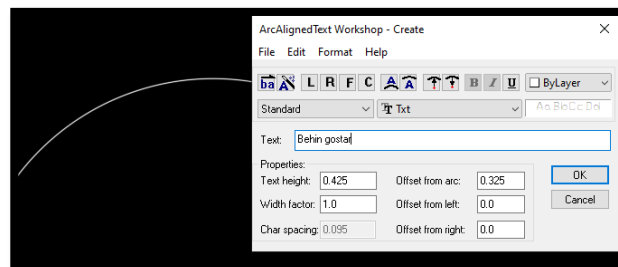 ArcAlignedText Workshop - Create
File Edit Format Help
L R F C A A B I U ByLayer
Standard Txt Aa BbCc DdI
Text: Behin gostar
Properties:
Text height: 0.425 Offset from arc: 0.325 OK
Width factor: 1.0 Offset from left: 0.0 Cancel
Char spacing: 0.095 Offset from right: 0.0